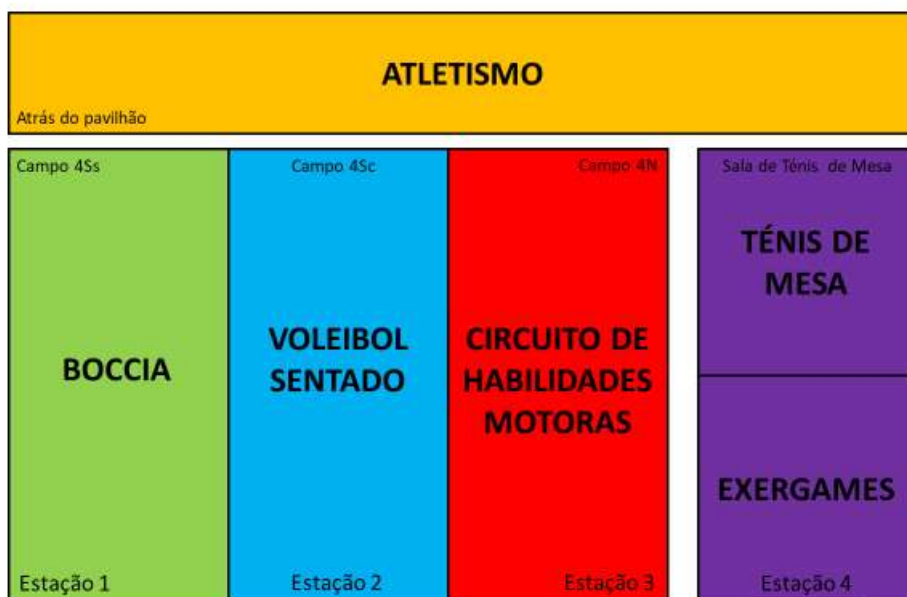 ATLETISMO
Atrás do pavilhão
Campo 4Ss
BOCCIA
Estação 1
Campo 4Sc
VOLEIBOL
SENTADO
Estação 2
Campo 4N
CIRCUITO DE
HABILIDADES
MOTORAS
Estação 3
Sala de Ténis de Mesa
TÉNIS DE
MESA
EXERGAMES
Estação 4